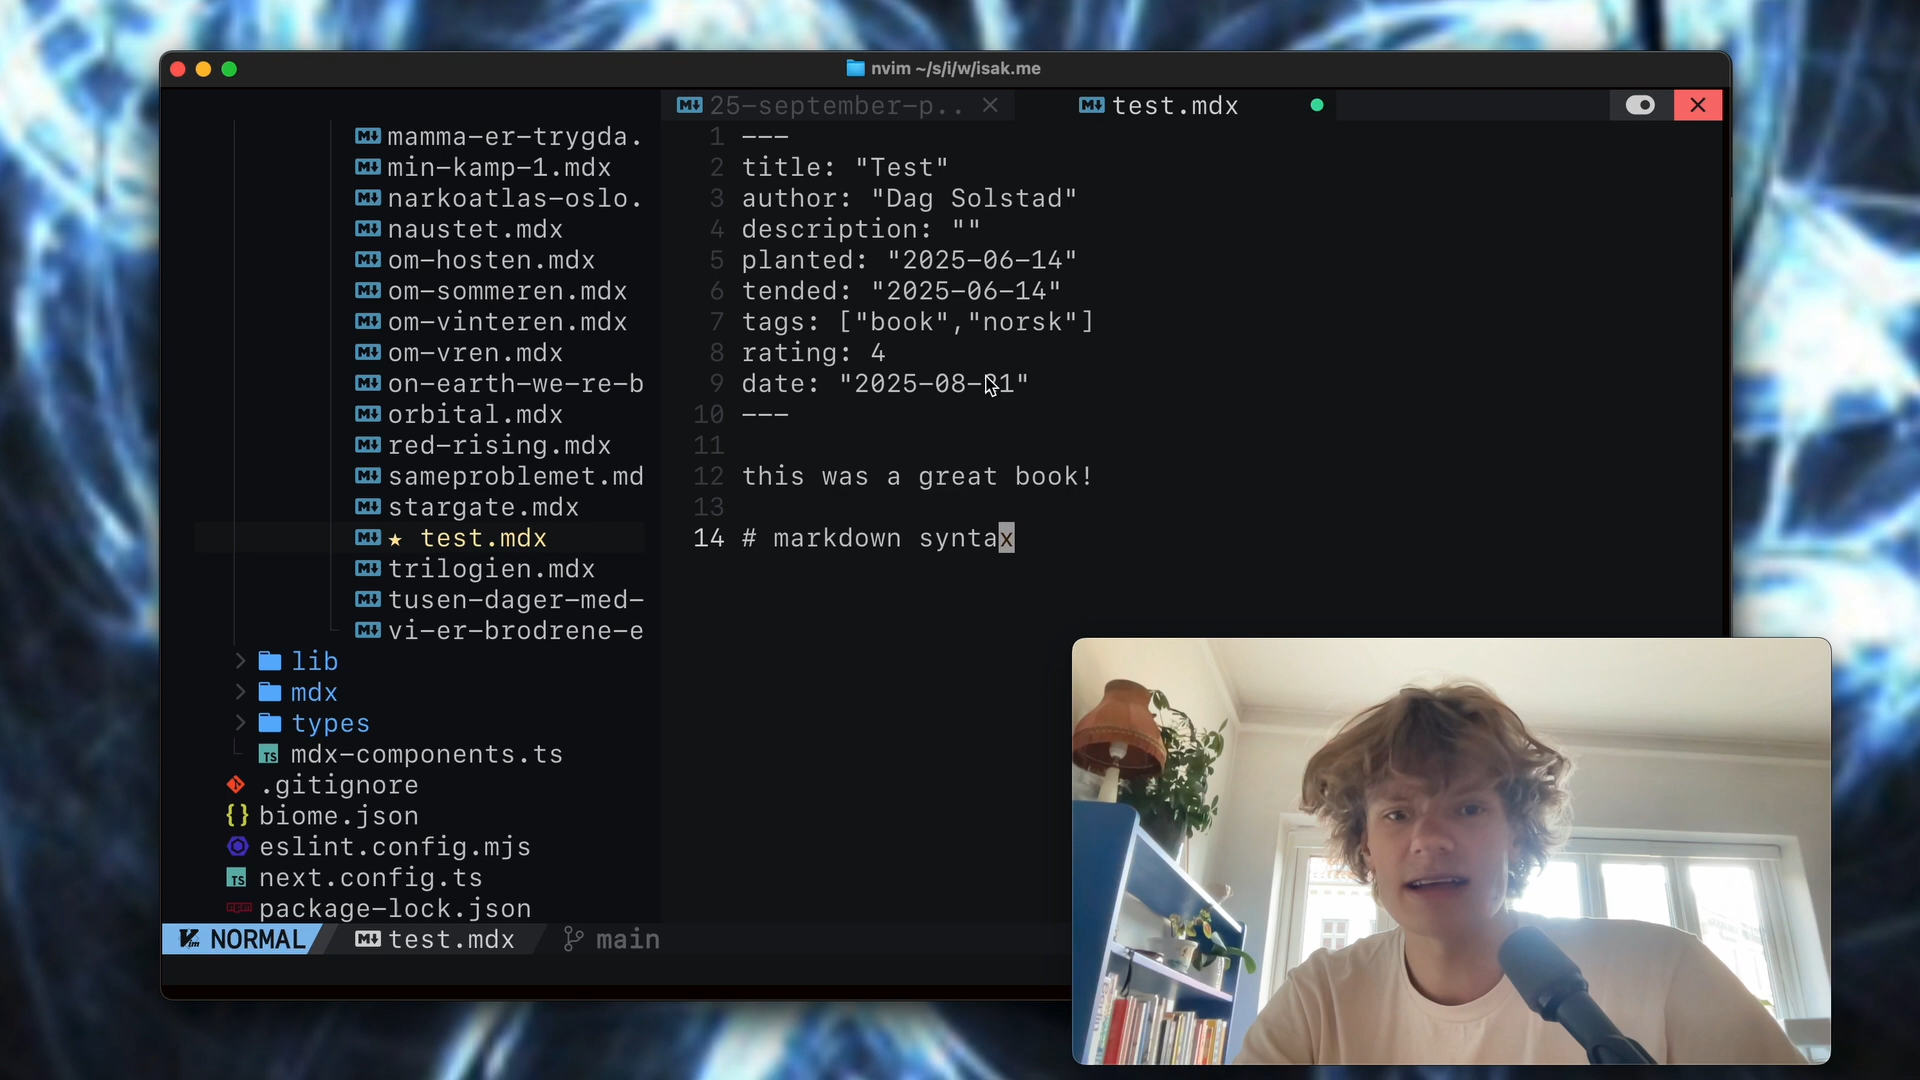 nvim ~/s/i/w/isak.me
25-september-p..
test.mdx
mamma-er-trygda.
min-kamp-1.mdx
narkoatlas-oslo.
naustet.mdx
om-hosten.mdx
om-sommeren.mdx
om-vinteren.mdx
om-vren.mdx
on-earth-we-re-b
orbital.mdx
red-rising.mdx
sameproblemet.md
stargate.mdx
★ test.mdx
trilogien.mdx
tusen-dager-med-
vi-er-brodrene-e
lib
mdx
types
mdx-components.ts
.gitignore
biome.json
eslint.config.mjs
next.config.ts
package-lock.json
1 ---
2 title: "Test"
3 author: "Dag Solstad"
4 description: ""
5 planted: "2025-06-14"
6 tended: "2025-06-14"
7 tags: ["book","norsk"]
8 rating: 4
9 date: "2025-08-21"
10 ---
11
12 this was a great book!
13
14 # markdown syntax
NORMAL test.mdx main